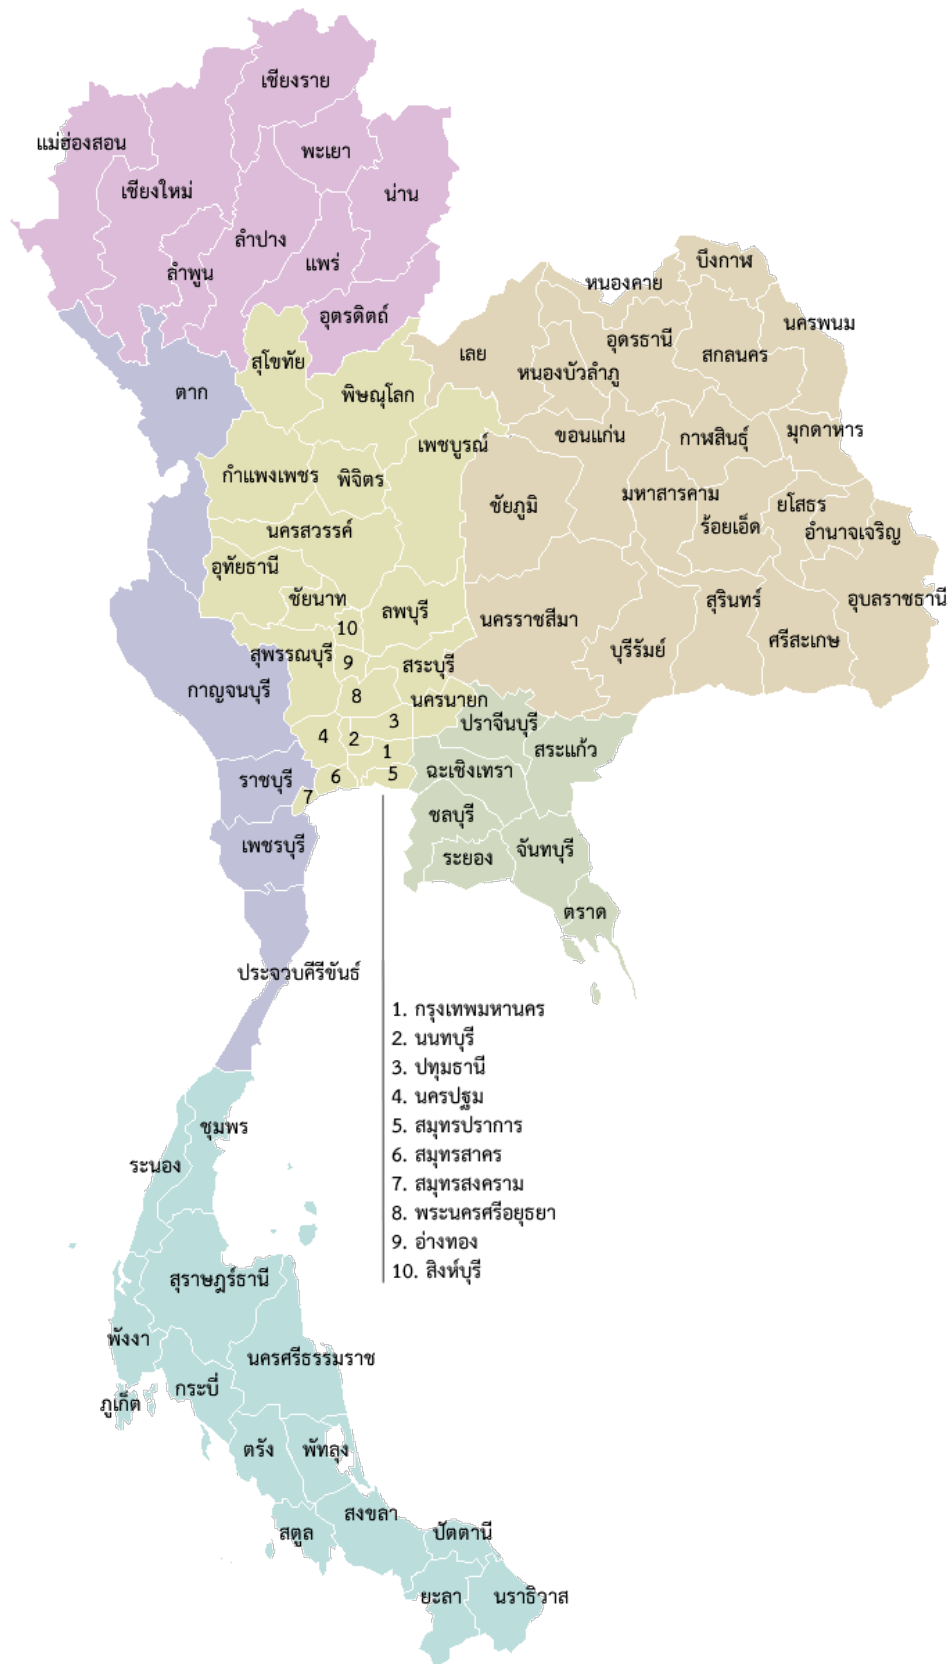 เชียงราย
แม่ฮ่องสอน
พะเยา
เชียงใหม่
น่าน
ลำปาง
แพร่
ลำพูน
อุตรดิตถ์
บึงกาฬ
หนองคาย
นครพนม
อุดรธานี
เลย
สกลนคร
หนองบัวลำภู
สุโขทัย
ตาก
พิษณุโลก
เพชบูรณ์
ขอนแก่น
กาฬสินธุ์
มุกดาหาร
กำแพงเพชร
พิจิตร
ชัยภูมิ
มหาสารคาม
ยโสธร
ร้อยเอ็ด
อำนาจเจริญ
นครสวรรค์
อุทัยธานี
ชัยนาท
ลพบุรี
นครราชสีมา
สุรินทร์
อุบลราชธานี
10
บุรีรัมย์
ศรีสะเกษ
สุพรรณบุรี
9
สระบุรี
กาญจนบุรี
8
นครนายก
3
ปราจีนบุรี
4
2
1
สระแก้ว
ราชบุรี
6
5
ฉะเชิงเทรา
7
ชลบุรี
เพชรบุรี
ระยอง
จันทบุรี
ตราด
ประจวบคีรีขันธ์
1. กรุงเทพมหานคร
2. นนทบุรี
3. ปทุมธานี
4. นครปฐม
5. สมุทรปราการ
6. สมุทรสาคร
7. สมุทรสงคราม
8. พระนครศรีอยุธยา
9. อ่างทอง
10. สิงห์บุรี
ชุมพร
ระนอง
สุราษฎร์ธานี
พังงา
นครศรีธรรมราช
กระบี่
ภูเก็ต
ตรัง
พัทลุง
สงขลา
สตูล
ปัตตานี
ยะลา
นราธิวาส